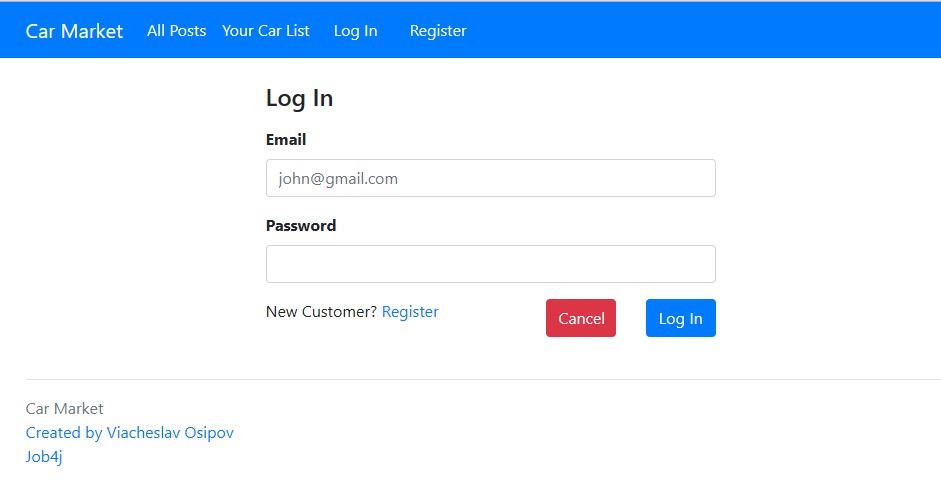 Car Market All Posts Your Car List Log In Register
Log In
Email
john@gmail.com
Password
New Customer? Register Cancel Log In
Car Market
Created by Viacheslav Osipov
Job4j